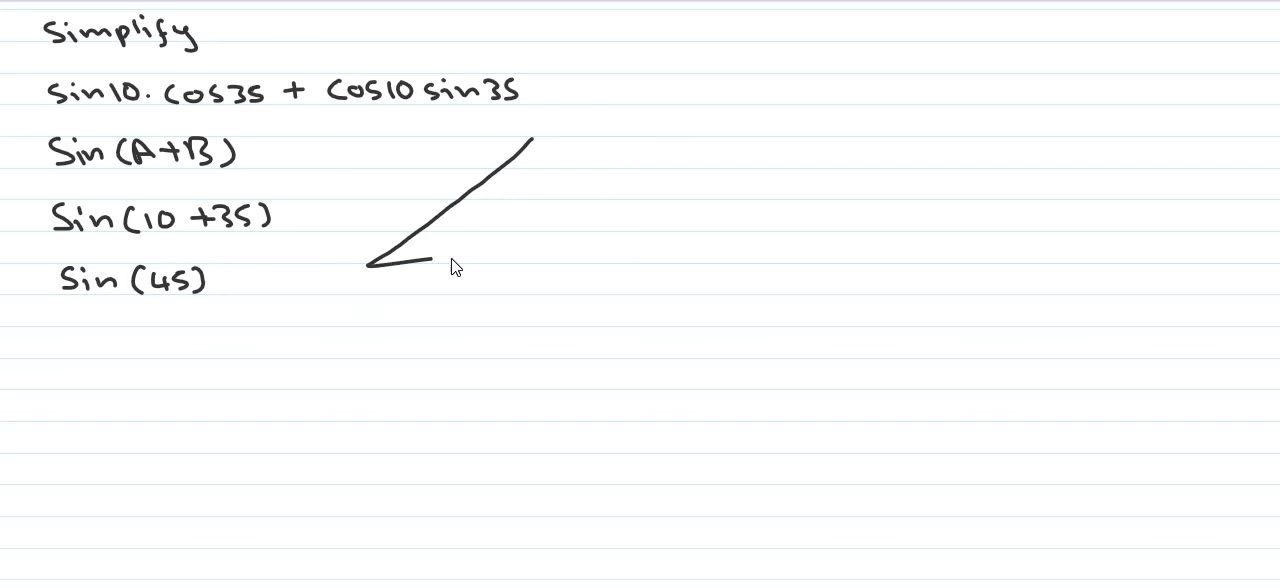 Simplify
sin10. cos35 + cos10 sin35
Sin (A+B)
Sin (10 +35)
Sin (45)